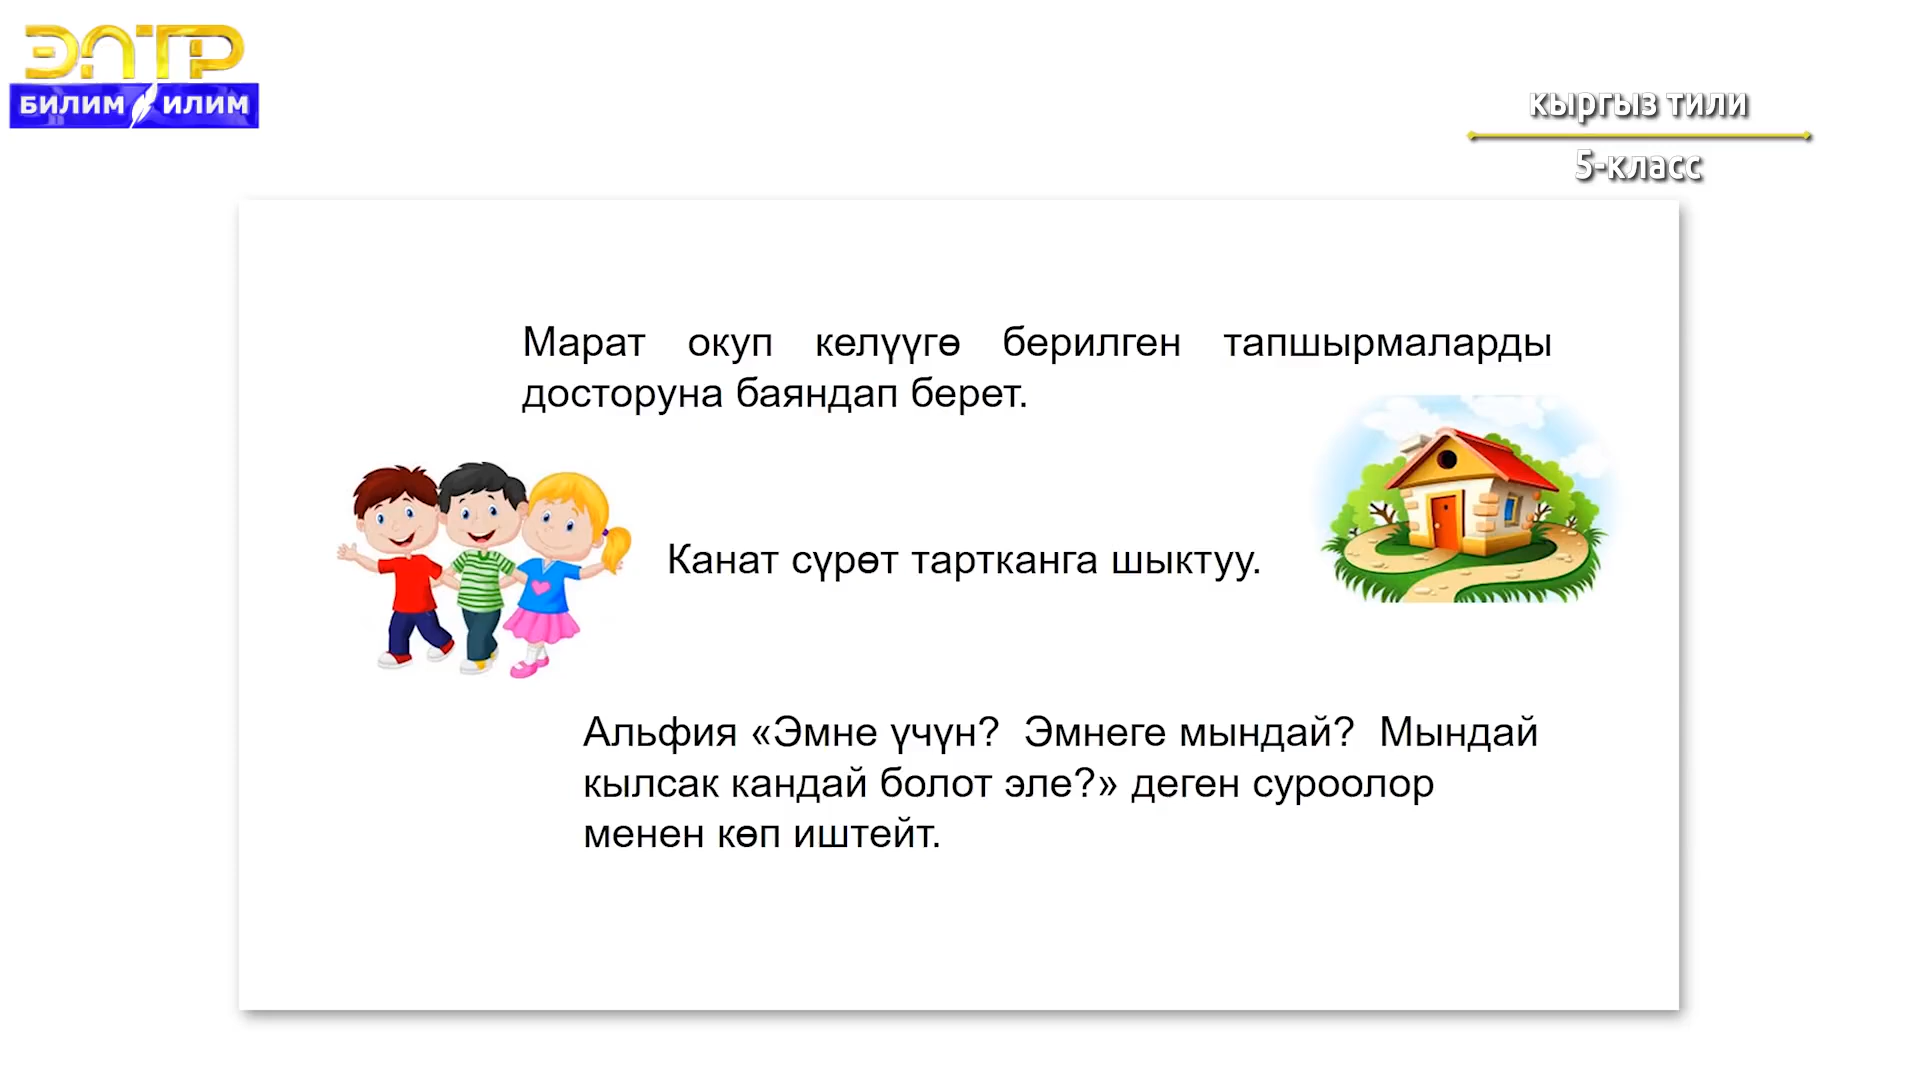 ЭЛТР
БИЛИМ ИЛИМ
кыргыз тили
5-класс
Марат окуп келүүгө берилген тапшырмаларды
досторуна баяндап берет.
Канат сүрөт тартканга шыктуу.
Альфия «Эмне үчүн? Эмнеге мындай? Мындай
кылсак кандай болот эле?» деген суроолор
менен көп иштейт.